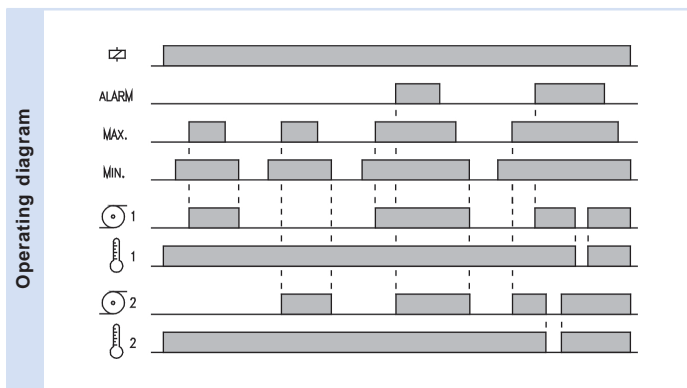 Operating diagram
ALARM
MAX.
MIN.
1
1
2
2